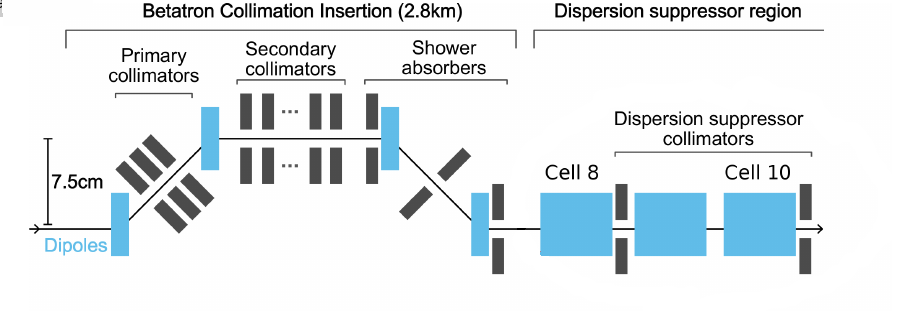 Betatron Collimation Insertion (2.8km)
Dispersion suppressor region
Primary
collimators
Secondary
collimators
Shower
absorbers
Dispersion suppressor
collimators
Cell 8
Cell 10
...
...
7.5cm
Dipoles